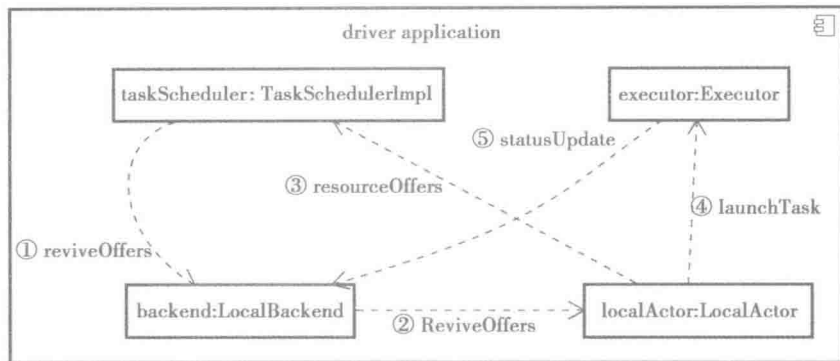 driver application
taskScheduler: TaskSchedulerImpl
executor:Executor
⑤ statusUpdate
③ resourceOffers
④ launchTask
① reviveOffers
backend:LocalBackend
② ReviveOffers
localActor:LocalActor